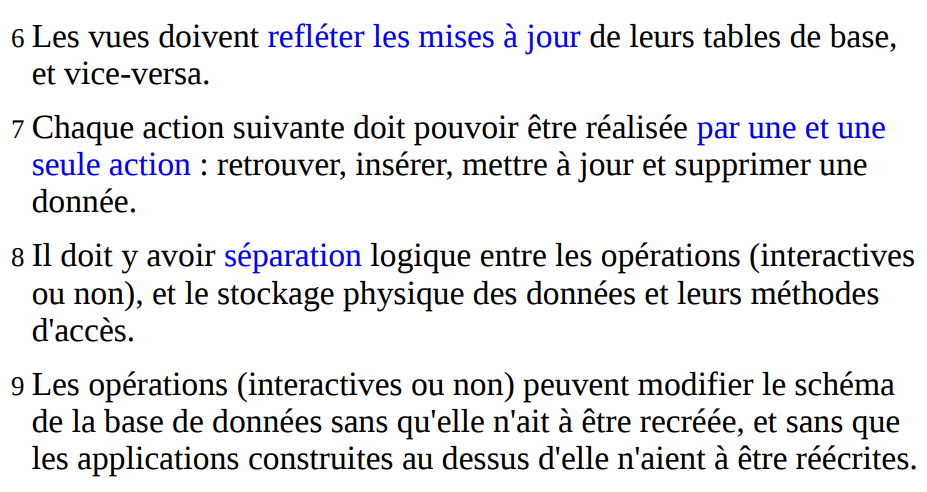 6 Les vues doivent refléter les mises à jour de leurs tables de base,
et vice-versa.
7 Chaque action suivante doit pouvoir être réalisée par une et une
seule action : retrouver, insérer, mettre à jour et supprimer une
donnée.
8 Il doit y avoir séparation logique entre les opérations (interactives
ou non), et le stockage physique des données et leurs méthodes
d'accès.
9 Les opérations (interactives ou non) peuvent modifier le schéma
de la base de données sans qu'elle n'ait à être recréée, et sans que
les applications construites au dessus d'elle n'aient à être réécrites.